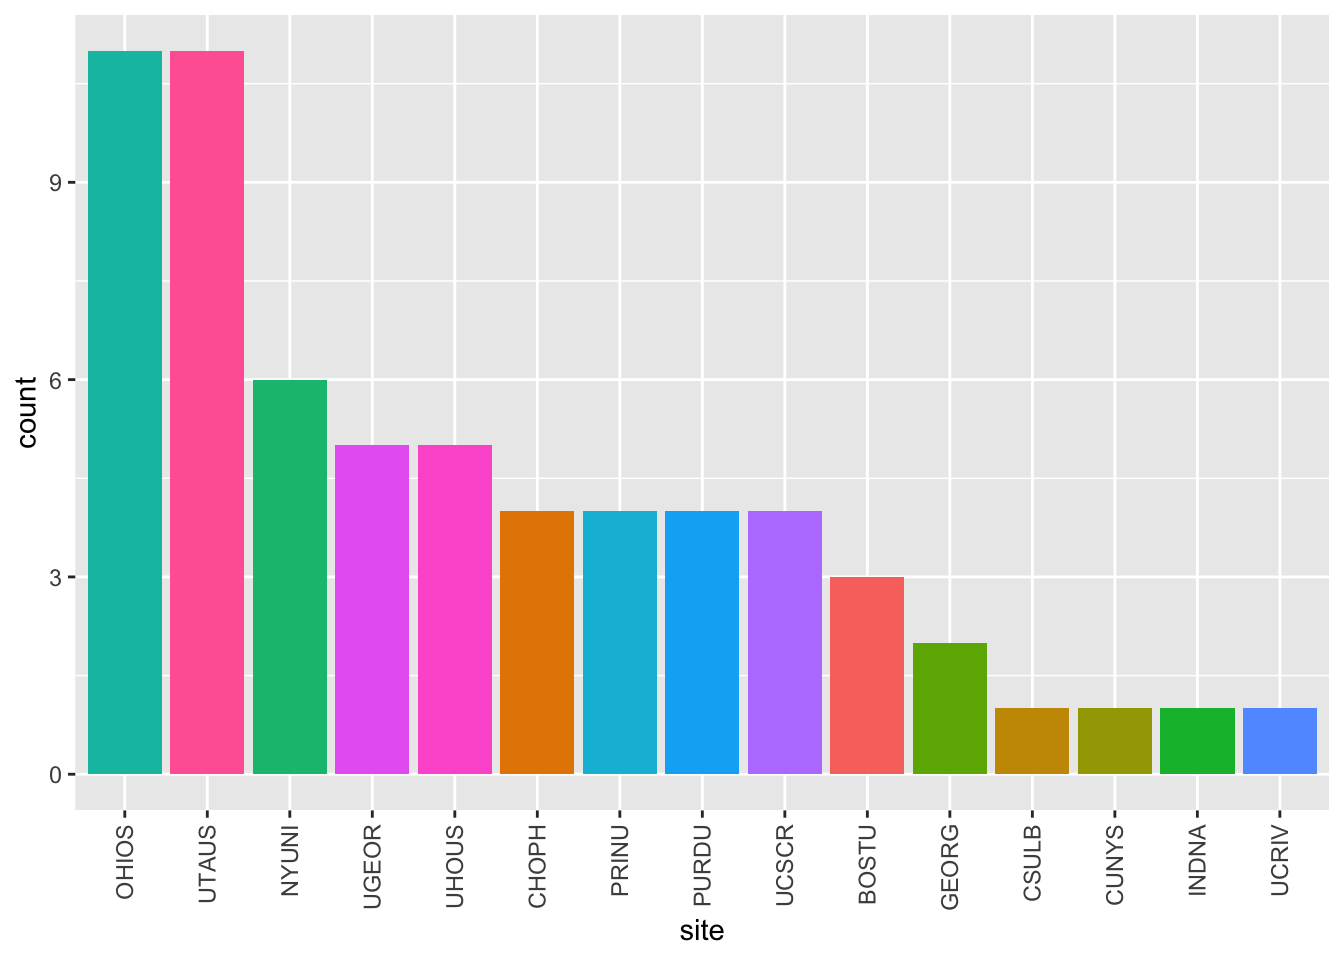 count
9
6
3
0
OHIOS
UTAUS
NYUNI
UGEOR
UHOUS
CHOPH
PRINU
PURDU
UCSCR
BOSTU
GEORG
CSULB
CUNYS
INDNA
UCRIV
site